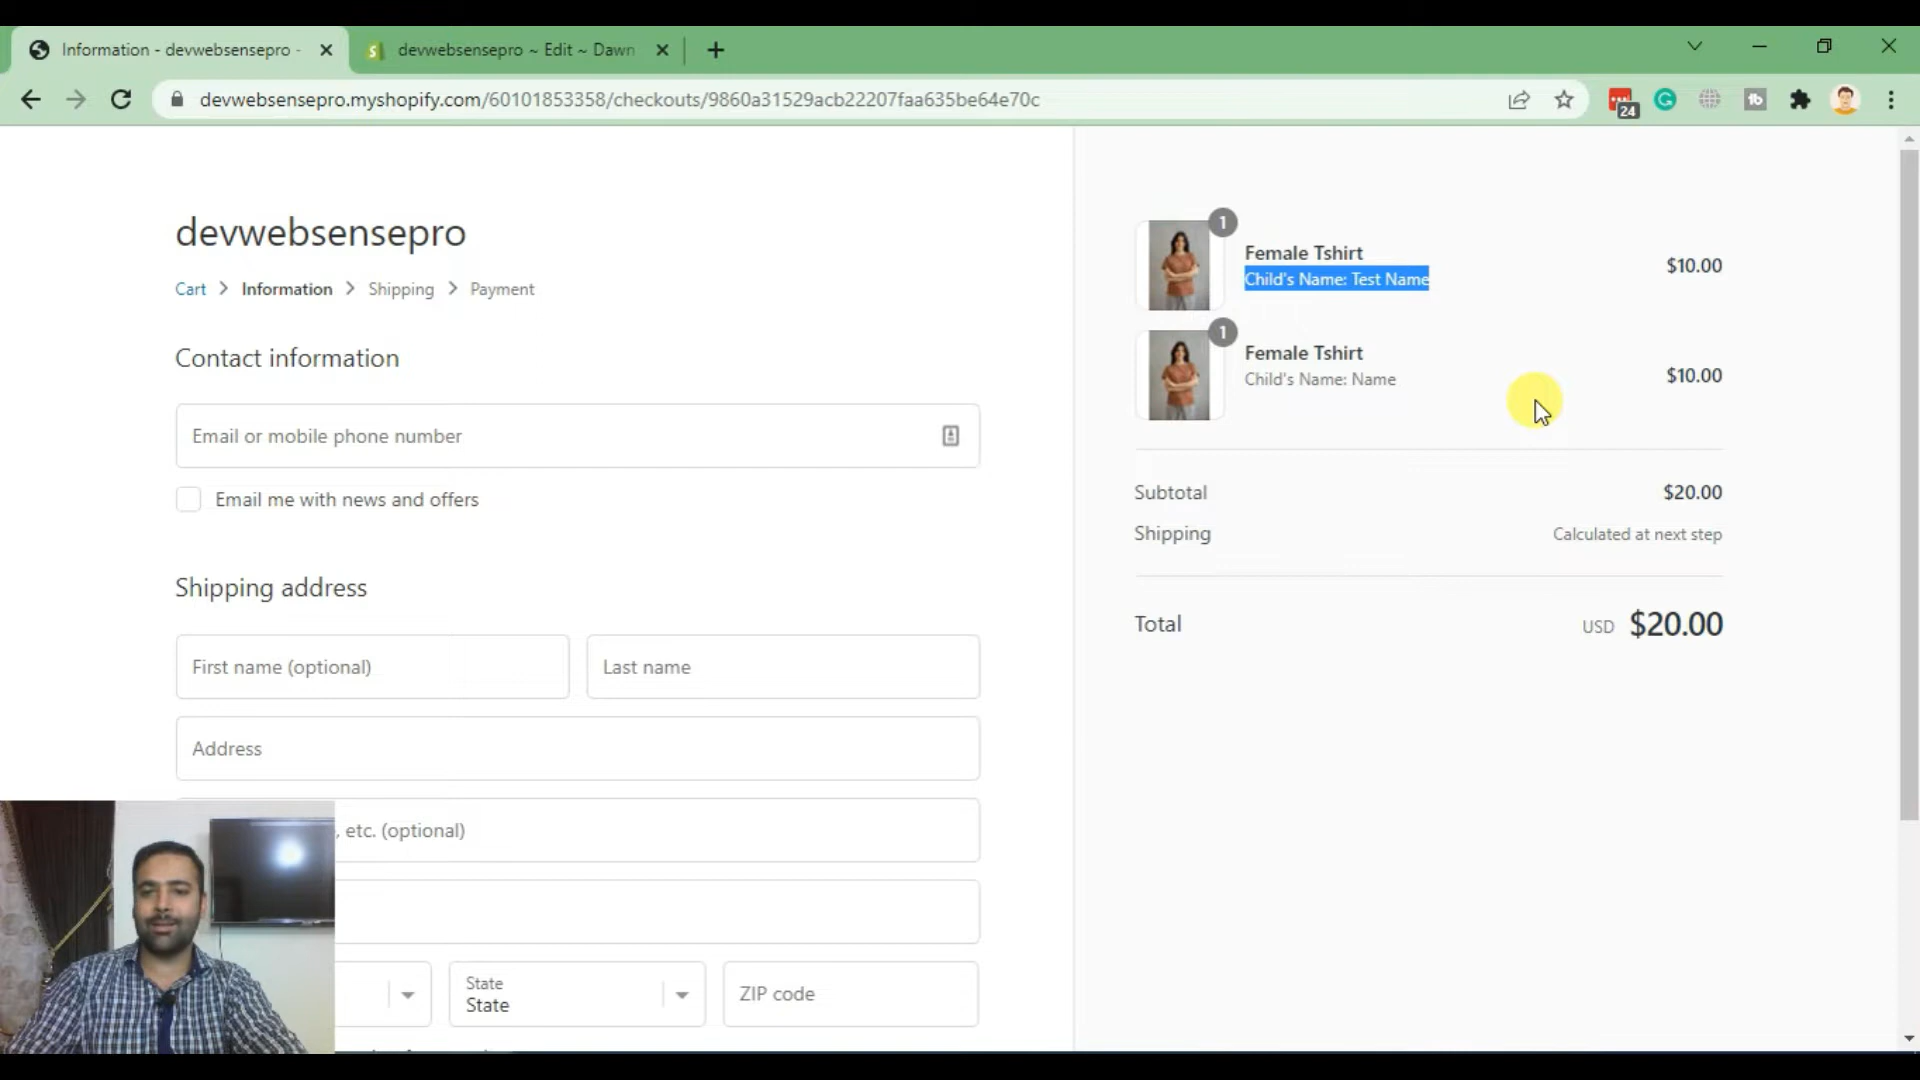 Information - devwebsensepro -
devwebsensepro ~ Edit ~ Dawn
devwebsensepro.myshopify.com/60101853358/checkouts/9860a31529acb22207faa635be64e70c
24
devwebsensepro
Cart > Information > Shipping > Payment
Contact information
Email or mobile phone number
Email me with news and offers
Shipping address
First name (optional)
Last name
Address
, etc. (optional)
State
State
ZIP code
1
Female Tshirt
Child's Name: Test Name
$10.00
1
Female Tshirt
Child's Name: Name
$10.00
Subtotal
$20.00
Shipping
Calculated at next step
Total
USD $20.00